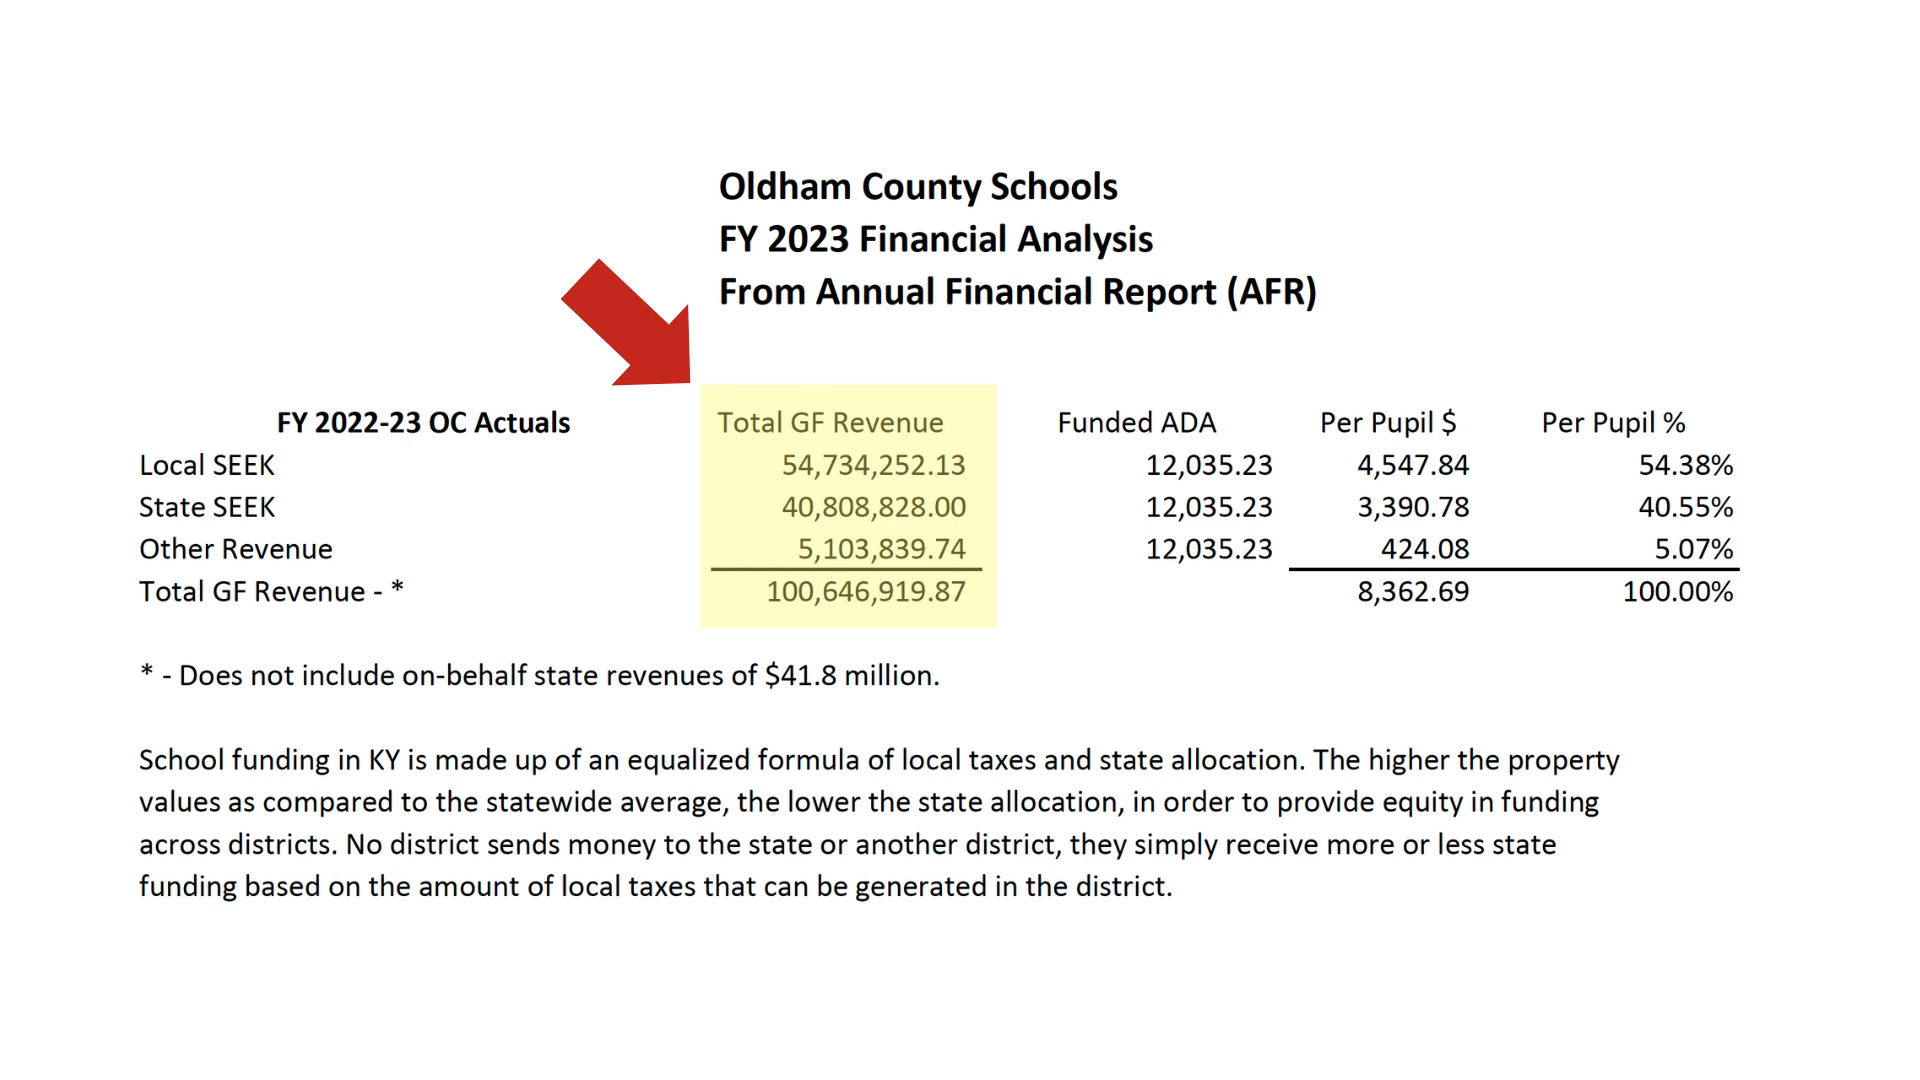 Oldham County Schools
FY 2023 Financial Analysis
From Annual Financial Report (AFR)
FY 2022-23 OC Actuals Total GF Revenue Funded ADA Per Pupil $ Per Pupil %
Local SEEK 54,734,252.13 12,035.23 4,547.84 54.38%
State SEEK 40,808,828.00 12,035.23 3,390.78 40.55%
Other Revenue 5,103,839.74 12,035.23 424.08 5.07%
Total GF Revenue - * 100,646,919.87 8,362.69 100.00%
* - Does not include on-behalf state revenues of $41.8 million.
School funding in KY is made up of an equalized formula of local taxes and state allocation. The higher the property
values as compared to the statewide average, the lower the state allocation, in order to provide equity in funding
across districts. No district sends money to the state or another district, they simply receive more or less state
funding based on the amount of local taxes that can be generated in the district.